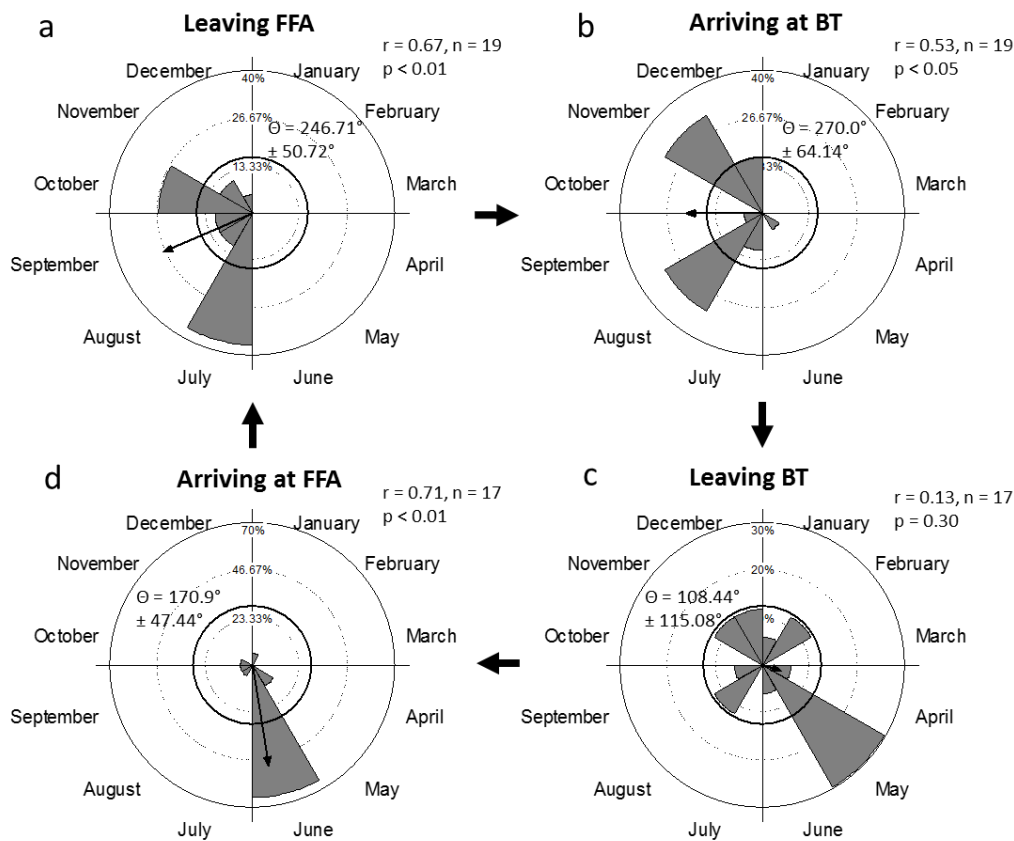 a
Leaving FFA
r = 0.67, n = 19
p < 0.01
December
January
40%
November
February
26.67%
Θ = 246.71°
± 50.72°
13.33%
October
March
September
April
August
May
July
June
b
Arriving at BT
r = 0.53, n = 19
p < 0.05
December
January
40%
November
February
26.67%
Θ = 270.0°
± 64.14°
33%
October
March
September
April
August
May
July
June
d
Arriving at FFA
r = 0.71, n = 17
p < 0.01
December
January
70%
November
February
46.67%
Θ = 170.9°
± 47.44°
23.33%
October
March
September
April
August
May
July
June
c
Leaving BT
r = 0.13, n = 17
p = 0.30
December
January
30%
November
February
20%
Θ = 108.44°
± 115.08°
%
October
March
September
April
August
May
July
June